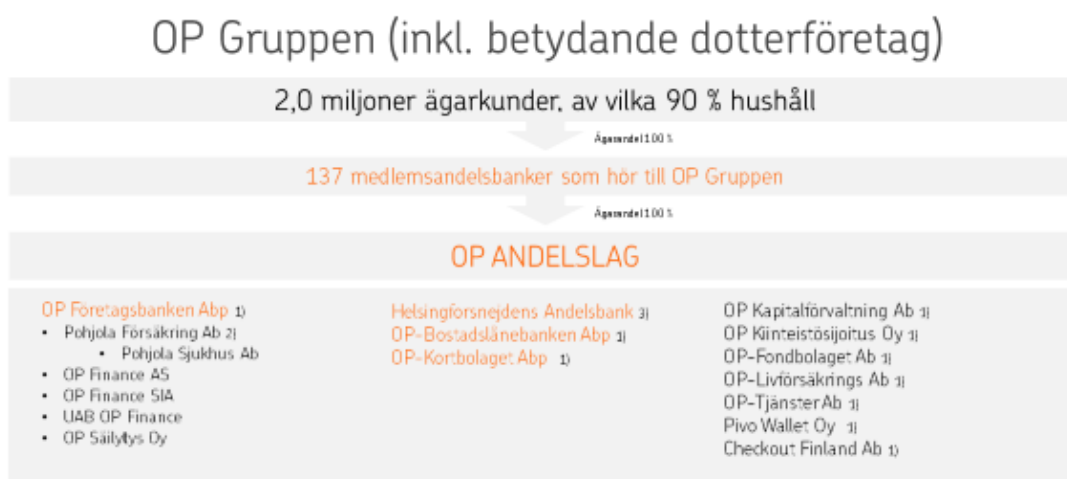 OP Gruppen (inkl. betydande dotterföretag)
2,0 miljoner ägarkunder, av vilka 90 % hushåll
Ägarandel 100 %
137 medlemsandelsbanker som hör till OP Gruppen
Ägarandel 100 %
OP ANDELSLAG
OP Företagsbanken Abp 1)
• Pohjola Försäkring Ab 2)
• Pohjola Sjukhus Ab
• OP Finance AS
• OP Finance SIA
• UAB OP Finance
• OP Säilytys Oy
Helsingforsnejdens Andelsbank 3)
OP-Bostadslånebanken Abp 1)
OP-Kortbolaget Abp 1)
OP Kapitalförvaltning Ab 1)
OP Kiinteistösijoitus Oy 1)
OP-Fondbolaget Ab 1)
OP-Livförsäkrings Ab 1)
OP-Tjänster Ab 1)
Pivo Wallet Oy 1)
Checkout Finland Ab 1)